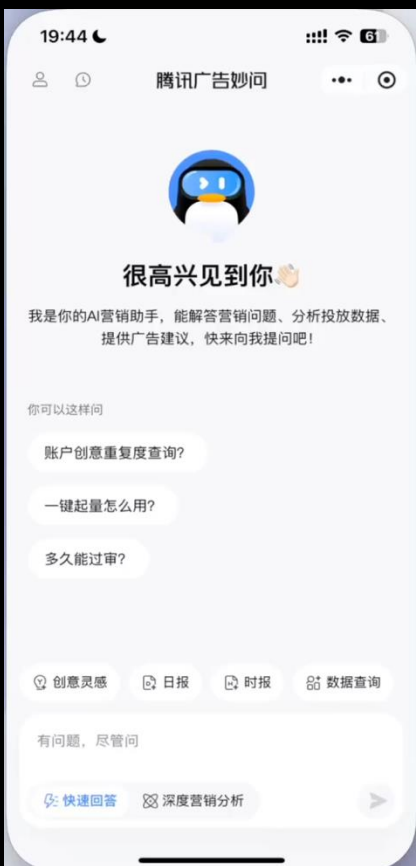 19:44
61
腾讯广告妙问
很高兴见到你👋🏻
我是你的AI营销助手，能解答营销问题、分析投放数据、
提供广告建议，快来向我提问吧！
你可以这样问
账户创意重复度查询？
一键起量怎么用？
多久能过审？
创意灵感
日报
时报
数据查询
有问题，尽管问
快速回答
深度营销分析